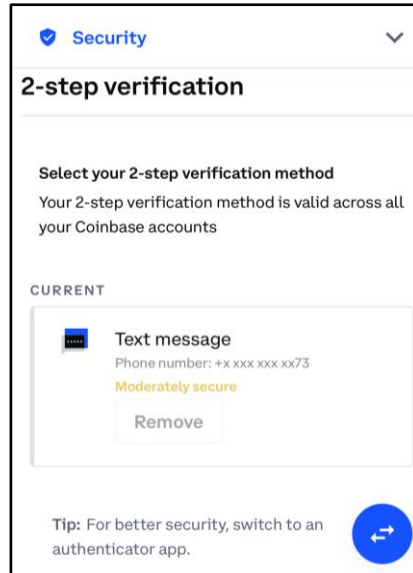 Security
2-step verification
Select your 2-step verification method
Your 2-step verification method is valid across all
your Coinbase accounts
CURRENT
Text message
Phone number: +x xxx xxx xx73
Moderately secure
Remove
Tip: For better security, switch to an
authenticator app.